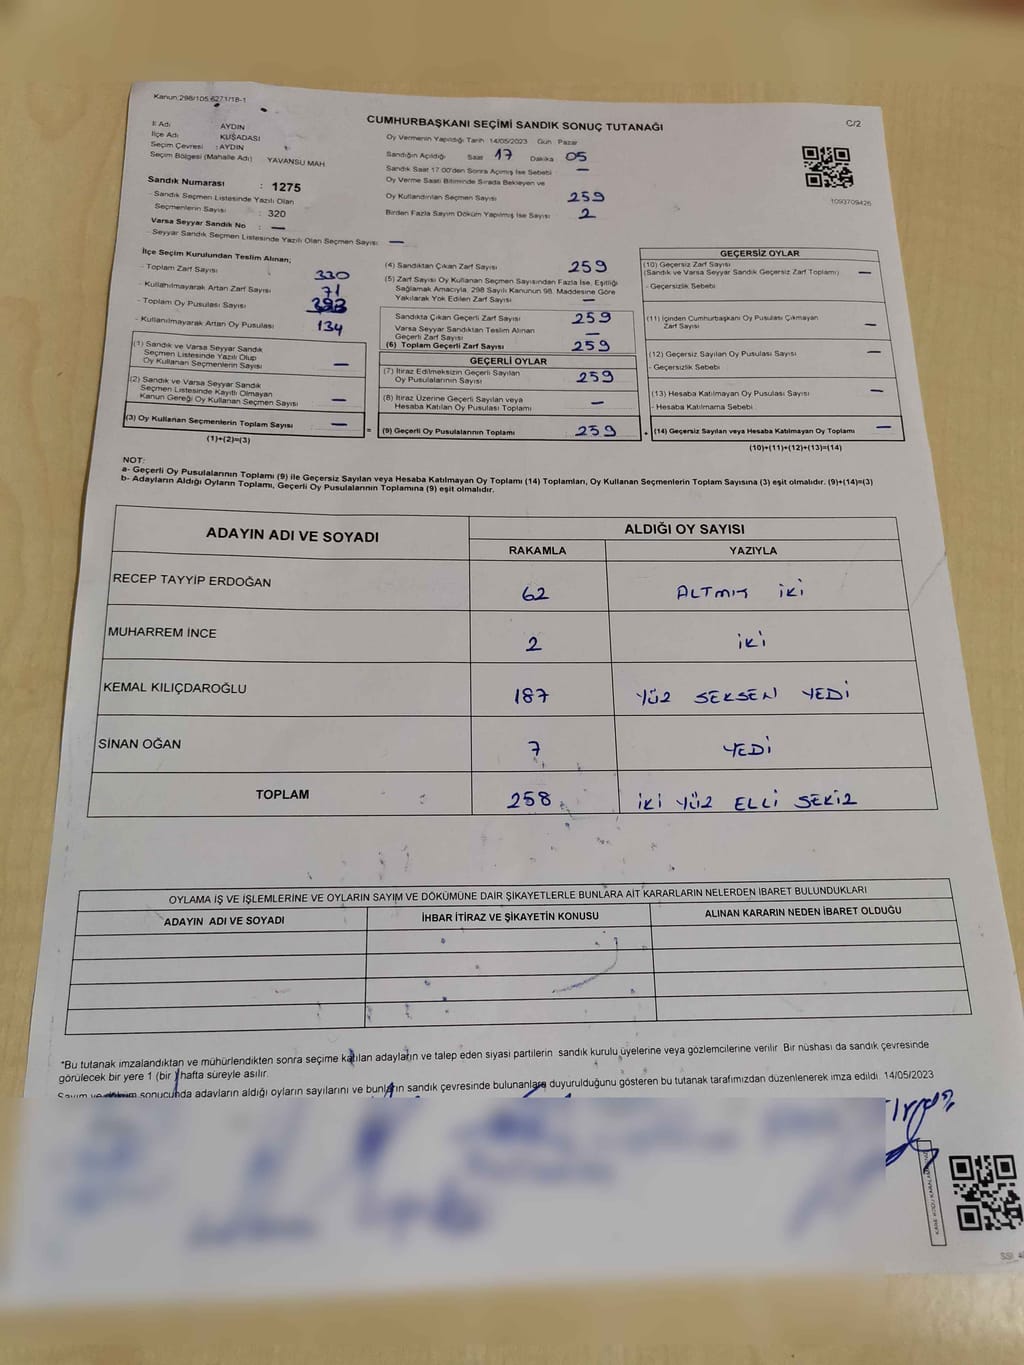 Kanun:298/105,6271/18-1
CUMHURBAŞKANI SEÇİMİ SANDIK SONUÇ TUTANAĞI
C/2
İl Adı : AYDIN
İlçe Adı : KUŞADASI
Seçim Çevresi : AYDIN
Seçim Bölgesi (Mahalle Adı) YAVANSU MAH
Sandık Numarası : 1275
- Sandık Seçmen Listesinde Yazılı Olan
Seçmenlerin Sayısı : 320
Varsa Seyyar Sandık No : —
- Seyyar Sandık Seçmen Listesinde Yazılı Olan Seçmen Sayısı : —
Oy Vermenin Yapıldığı Tarih 14/05/2023 Gün Pazar
Sandığın Açıldığı Saat 17 Dakika 05
Sandık Saat 17.00'den Sonra Açmış İse Sebebi —
Oy Verme Saati Bitiminde Sırada Bekleyen ve
Oy Kullandırılan Seçmen Sayısı 259
Birden Fazla Sayım Döküm Yapılmış İse Sayısı 2
1093709426
İlçe Seçim Kurulundan Teslim Alınan;
- Toplam Zarf Sayısı 330
- Kullanılmayarak Artan Zarf Sayısı 71
- Toplam Oy Pusulası Sayısı
- Kullanılmayarak Artan Oy Pusulası 134
(1) Sandık ve Varsa Seyyar Sandık
Seçmen Listesinde Yazılı Olup
Oy Kullanan Seçmenlerin Sayısı —
(2) Sandık ve Varsa Seyyar Sandık
Seçmen Listesinde Kayıtlı Olmayan
Kanun Gereği Oy Kullanan Seçmen Sayısı —
(3) Oy Kullanan Seçmenlerin Toplam Sayısı —
(1)+(2)=(3)
(4) Sandıktan Çıkan Zarf Sayısı 259
(5) Zarf Sayısı Oy Kullanan Seçmen Sayısından Fazla İse, Eşitliği
Sağlamak Amacıyla, 298 Sayılı Kanunun 98. Maddesine Göre
Yakılarak Yok Edilen Zarf Sayısı —
Sandıkta Çıkan Geçerli Zarf Sayısı 259
Varsa Seyyar Sandıktan Teslim Alınan
Geçerli Zarf Sayısı —
(6) Toplam Geçerli Zarf Sayısı 259
GEÇERLİ OYLAR
(7) İtiraz Edilmeksizin Geçerli Sayılan
Oy Pusulalarının Sayısı 259
(8) İtiraz Üzerine Geçerli Sayılan veya
Hesaba Katılan Oy Pusulası Toplamı —
= (9) Geçerli Oy Pusulalarının Toplamı 259
GEÇERSİZ OYLAR
(10) Geçersiz Zarf Sayısı
(Sandık ve Varsa Seyyar Sandık Geçersiz Zarf Toplamı) —
- Geçersizlik Sebebi
(11) İçinden Cumhurbaşkanı Oy Pusulası Çıkmayan
Zarf Sayısı —
(12) Geçersiz Sayılan Oy Pusulası Sayısı —
- Geçersizlik Sebebi
(13) Hesaba Katılmayan Oy Pusulası Sayısı —
- Hesaba Katılmama Sebebi
+ (14) Geçersiz Sayılan veya Hesaba Katılmayan Oy Toplamı —
(10)+(11)+(12)+(13)=(14)
NOT:
a- Geçerli Oy Pusulalarının Toplamı (9) ile Geçersiz Sayılan veya Hesaba Katılmayan Oy Toplamı (14) Toplamları, Oy Kullanan Seçmenlerin Toplam Sayısına (3) eşit olmalıdır. (9)+(14)=(3)
b- Adayların Aldığı Oyların Toplamı, Geçerli Oy Pusulalarının Toplamına (9) eşit olmalıdır.
ADAYIN ADI VE SOYADI
ALDIĞI OY SAYISI
RAKAMLA YAZIYLA
RECEP TAYYİP ERDOĞAN 62 ALTMIŞ İKİ
MUHARREM İNCE 2 İKİ
KEMAL KILIÇDAROĞLU 187 YÜZ SEKSEN YEDİ
SİNAN OĞAN 7 YEDİ
TOPLAM 258 İKİ YÜZ ELLİ SEKİZ
OYLAMA İŞ VE İŞLEMLERİNE VE OYLARIN SAYIM VE DÖKÜMÜNE DAİR ŞİKAYETLERLE BUNLARA AİT KARARLARIN NELERDEN İBARET BULUNDUKLARI
ADAYIN ADI VE SOYADI İHBAR İTİRAZ VE ŞİKAYETİN KONUSU ALINAN KARARIN NEDEN İBARET OLDUĞU
*Bu tutanak imzalandıktan ve mühürlendikten sonra seçime katılan adayların ve talep eden siyasi partilerin sandık kurulu üyelerine veya gözlemcilerine verilir Bir nüshası da sandık çevresinde
görülecek bir yere 1 (bir) hafta süreyle asılır.
Sayım ve döküm sonucunda adayların aldığı oyların sayılarını ve bunların sandık çevresinde bulunanlara duyurulduğunu gösteren bu tutanak tarafımızdan düzenlenerek imza edildi. 14/05/2023